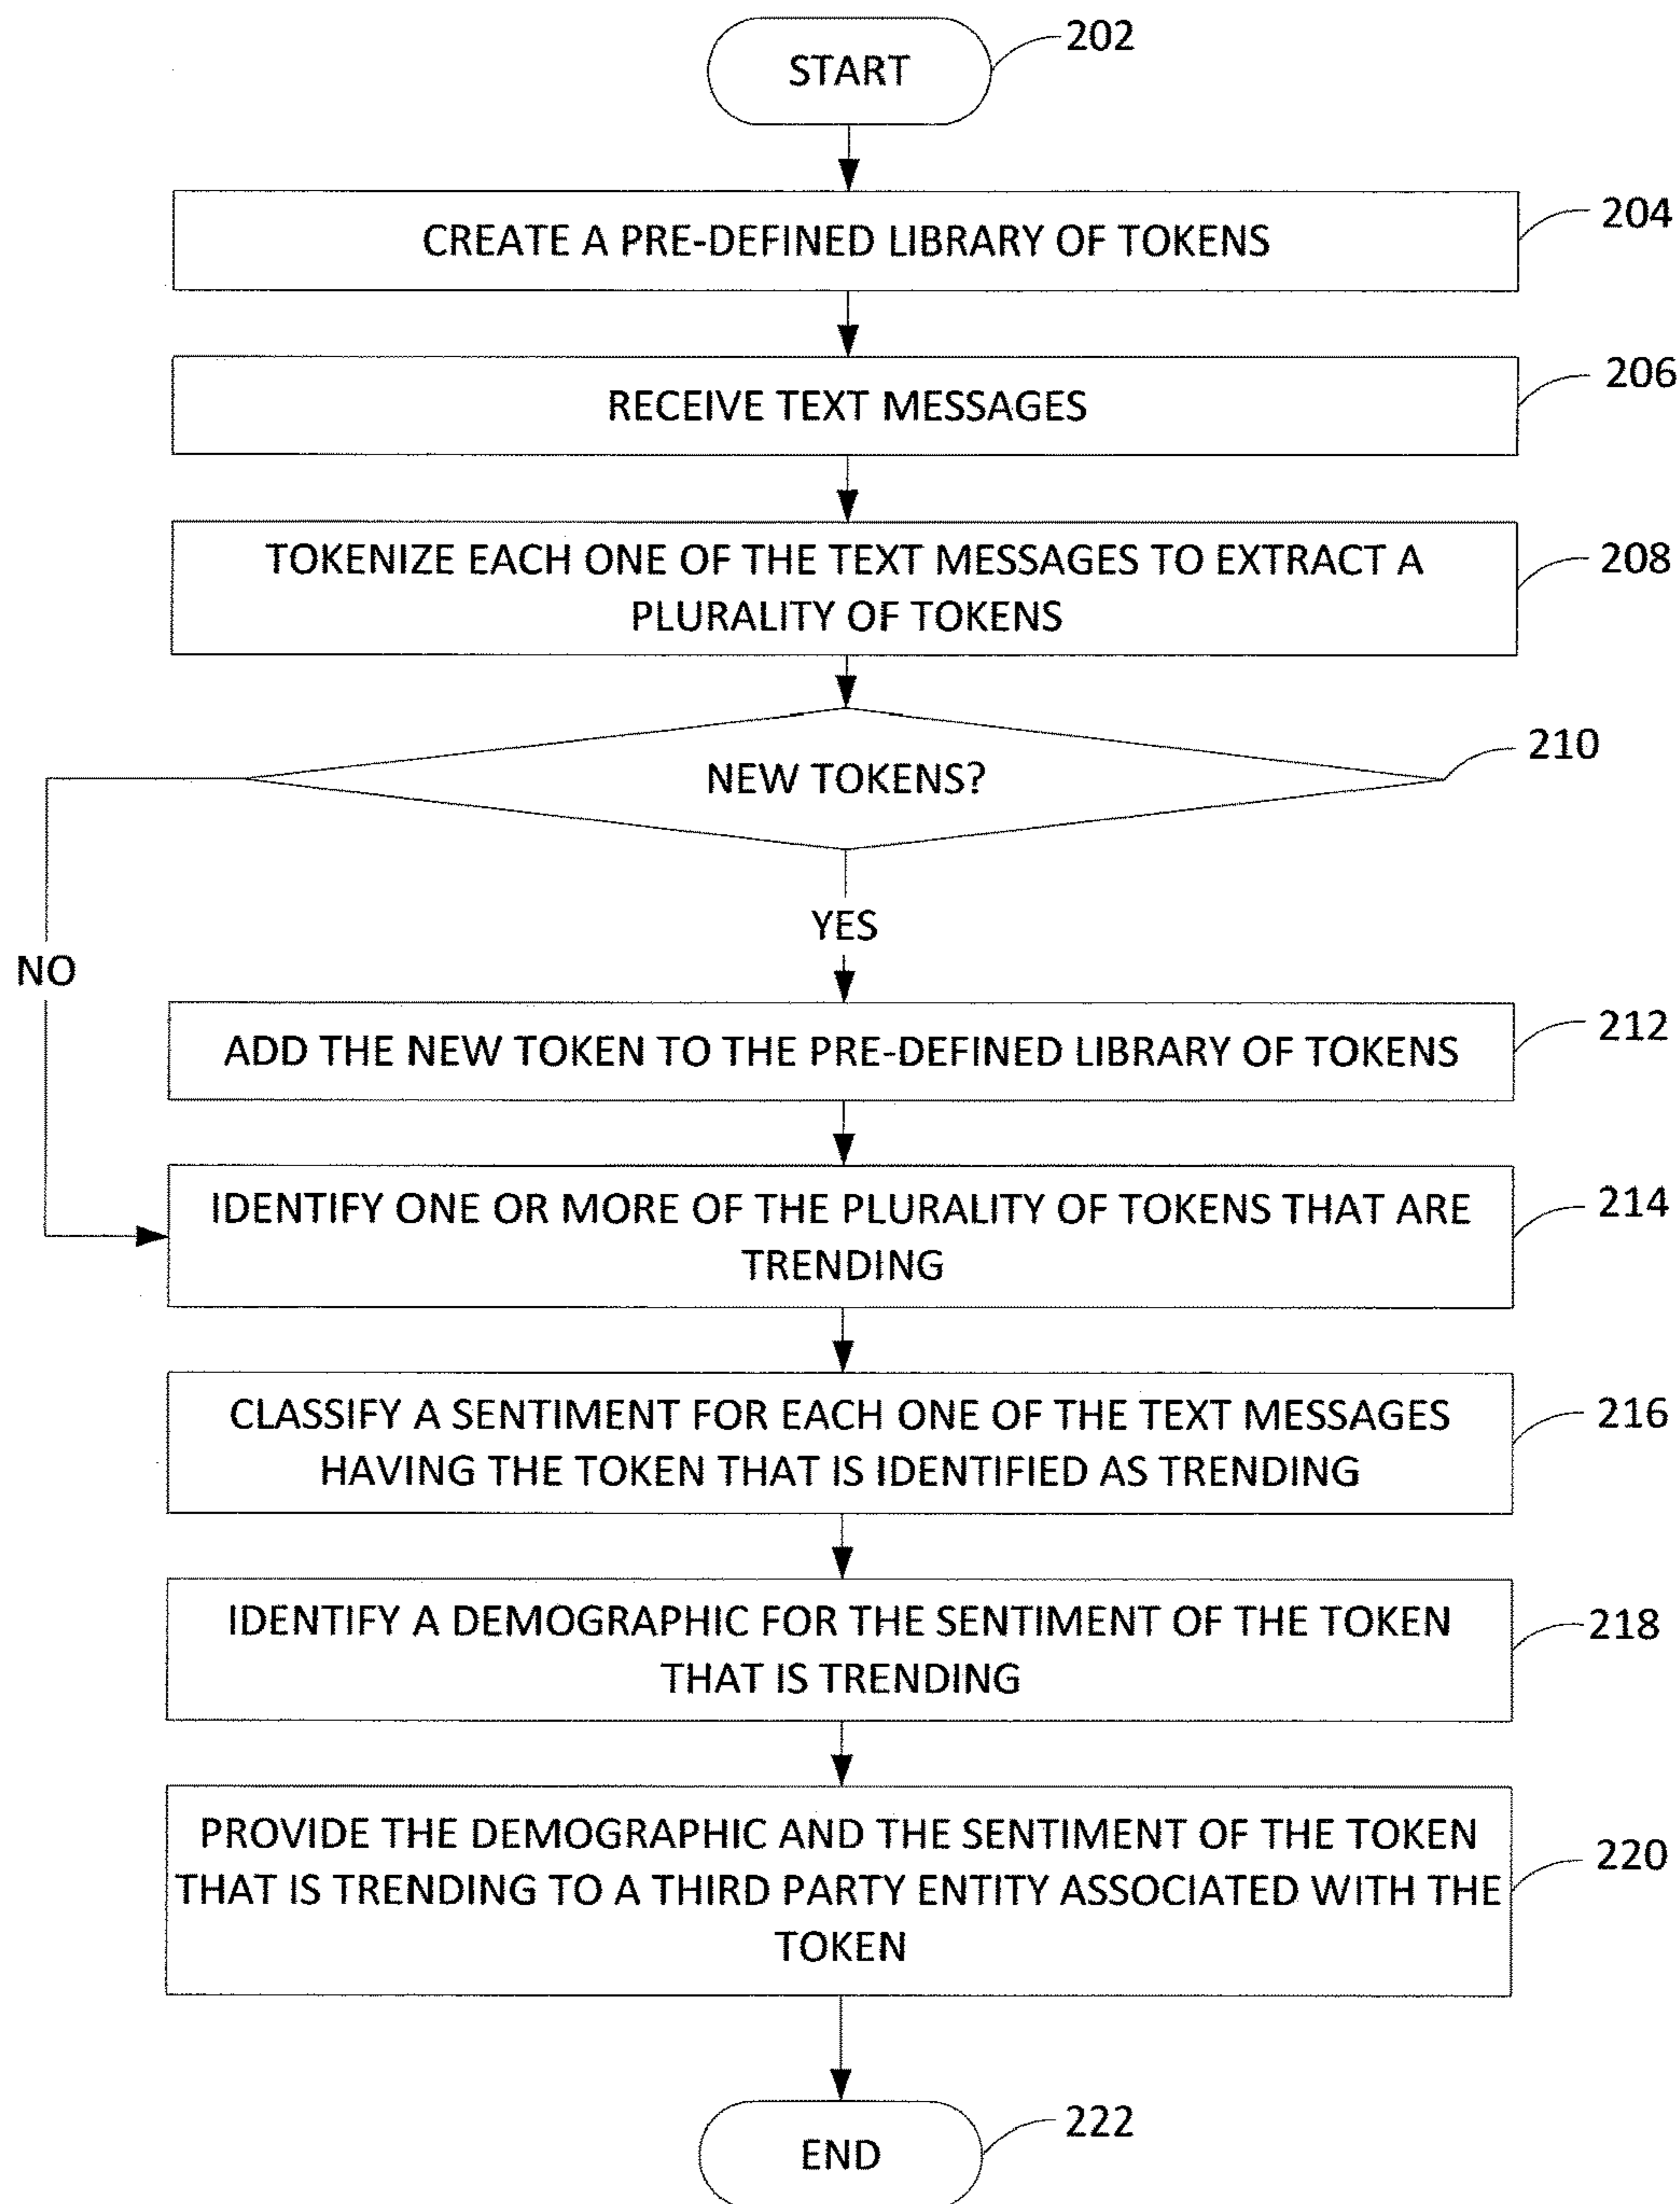 START
202
CREATE A PRE-DEFINED LIBRARY OF TOKENS
204
RECEIVE TEXT MESSAGES
206
TOKENIZE EACH ONE OF THE TEXT MESSAGES TO EXTRACT A
PLURALITY OF TOKENS
208
NEW TOKENS?
210
YES
NO
ADD THE NEW TOKEN TO THE PRE-DEFINED LIBRARY OF TOKENS
212
IDENTIFY ONE OR MORE OF THE PLURALITY OF TOKENS THAT ARE
TRENDING
214
CLASSIFY A SENTIMENT FOR EACH ONE OF THE TEXT MESSAGES
HAVING THE TOKEN THAT IS IDENTIFIED AS TRENDING
216
IDENTIFY A DEMOGRAPHIC FOR THE SENTIMENT OF THE TOKEN
THAT IS TRENDING
218
PROVIDE THE DEMOGRAPHIC AND THE SENTIMENT OF THE TOKEN
THAT IS TRENDING TO A THIRD PARTY ENTITY ASSOCIATED WITH THE
TOKEN
220
END
222